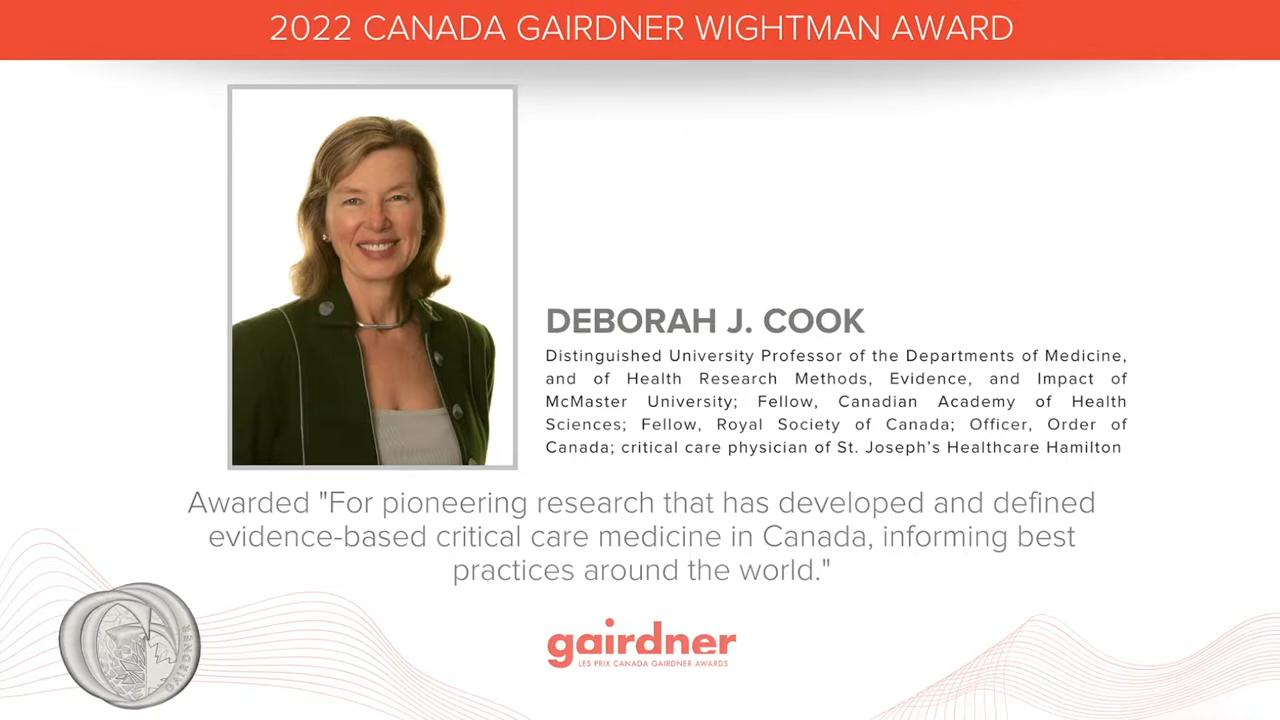 2022 CANADA GAIRDNER WIGHTMAN AWARD
DEBORAH J. COOK
Distinguished University Professor of the Departments of Medicine,
and of Health Research Methods, Evidence, and Impact of
McMaster University; Fellow, Canadian Academy of Health
Sciences; Fellow, Royal Society of Canada; Officer, Order of
Canada; critical care physician of St. Joseph's Healthcare Hamilton
Awarded "For pioneering research that has developed and defined
evidence-based critical care medicine in Canada, informing best
practices around the world."
GAIRDNER
gairdner
LES PRIX CANADA GAIRDNER AWARDS